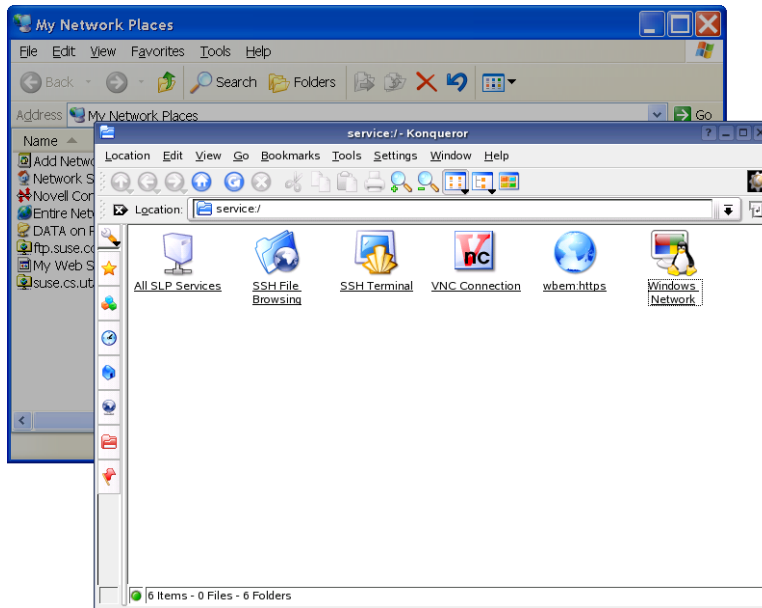 My Network Places
File Edit View Favorites Tools Help
Back Search Folders
Address My Network Places Go
Name
Add Netwo
Network S
Novell Con
Entire Net
DATA on F
ftp.suse.co
My Web S
suse.cs.ut
service:/ - Konqueror
Location Edit View Go Bookmarks Tools Settings Window Help
Location: service:/
All SLP Services SSH File Browsing SSH Terminal VNC Connection wbem:https Windows Network
6 Items - 0 Files - 6 Folders